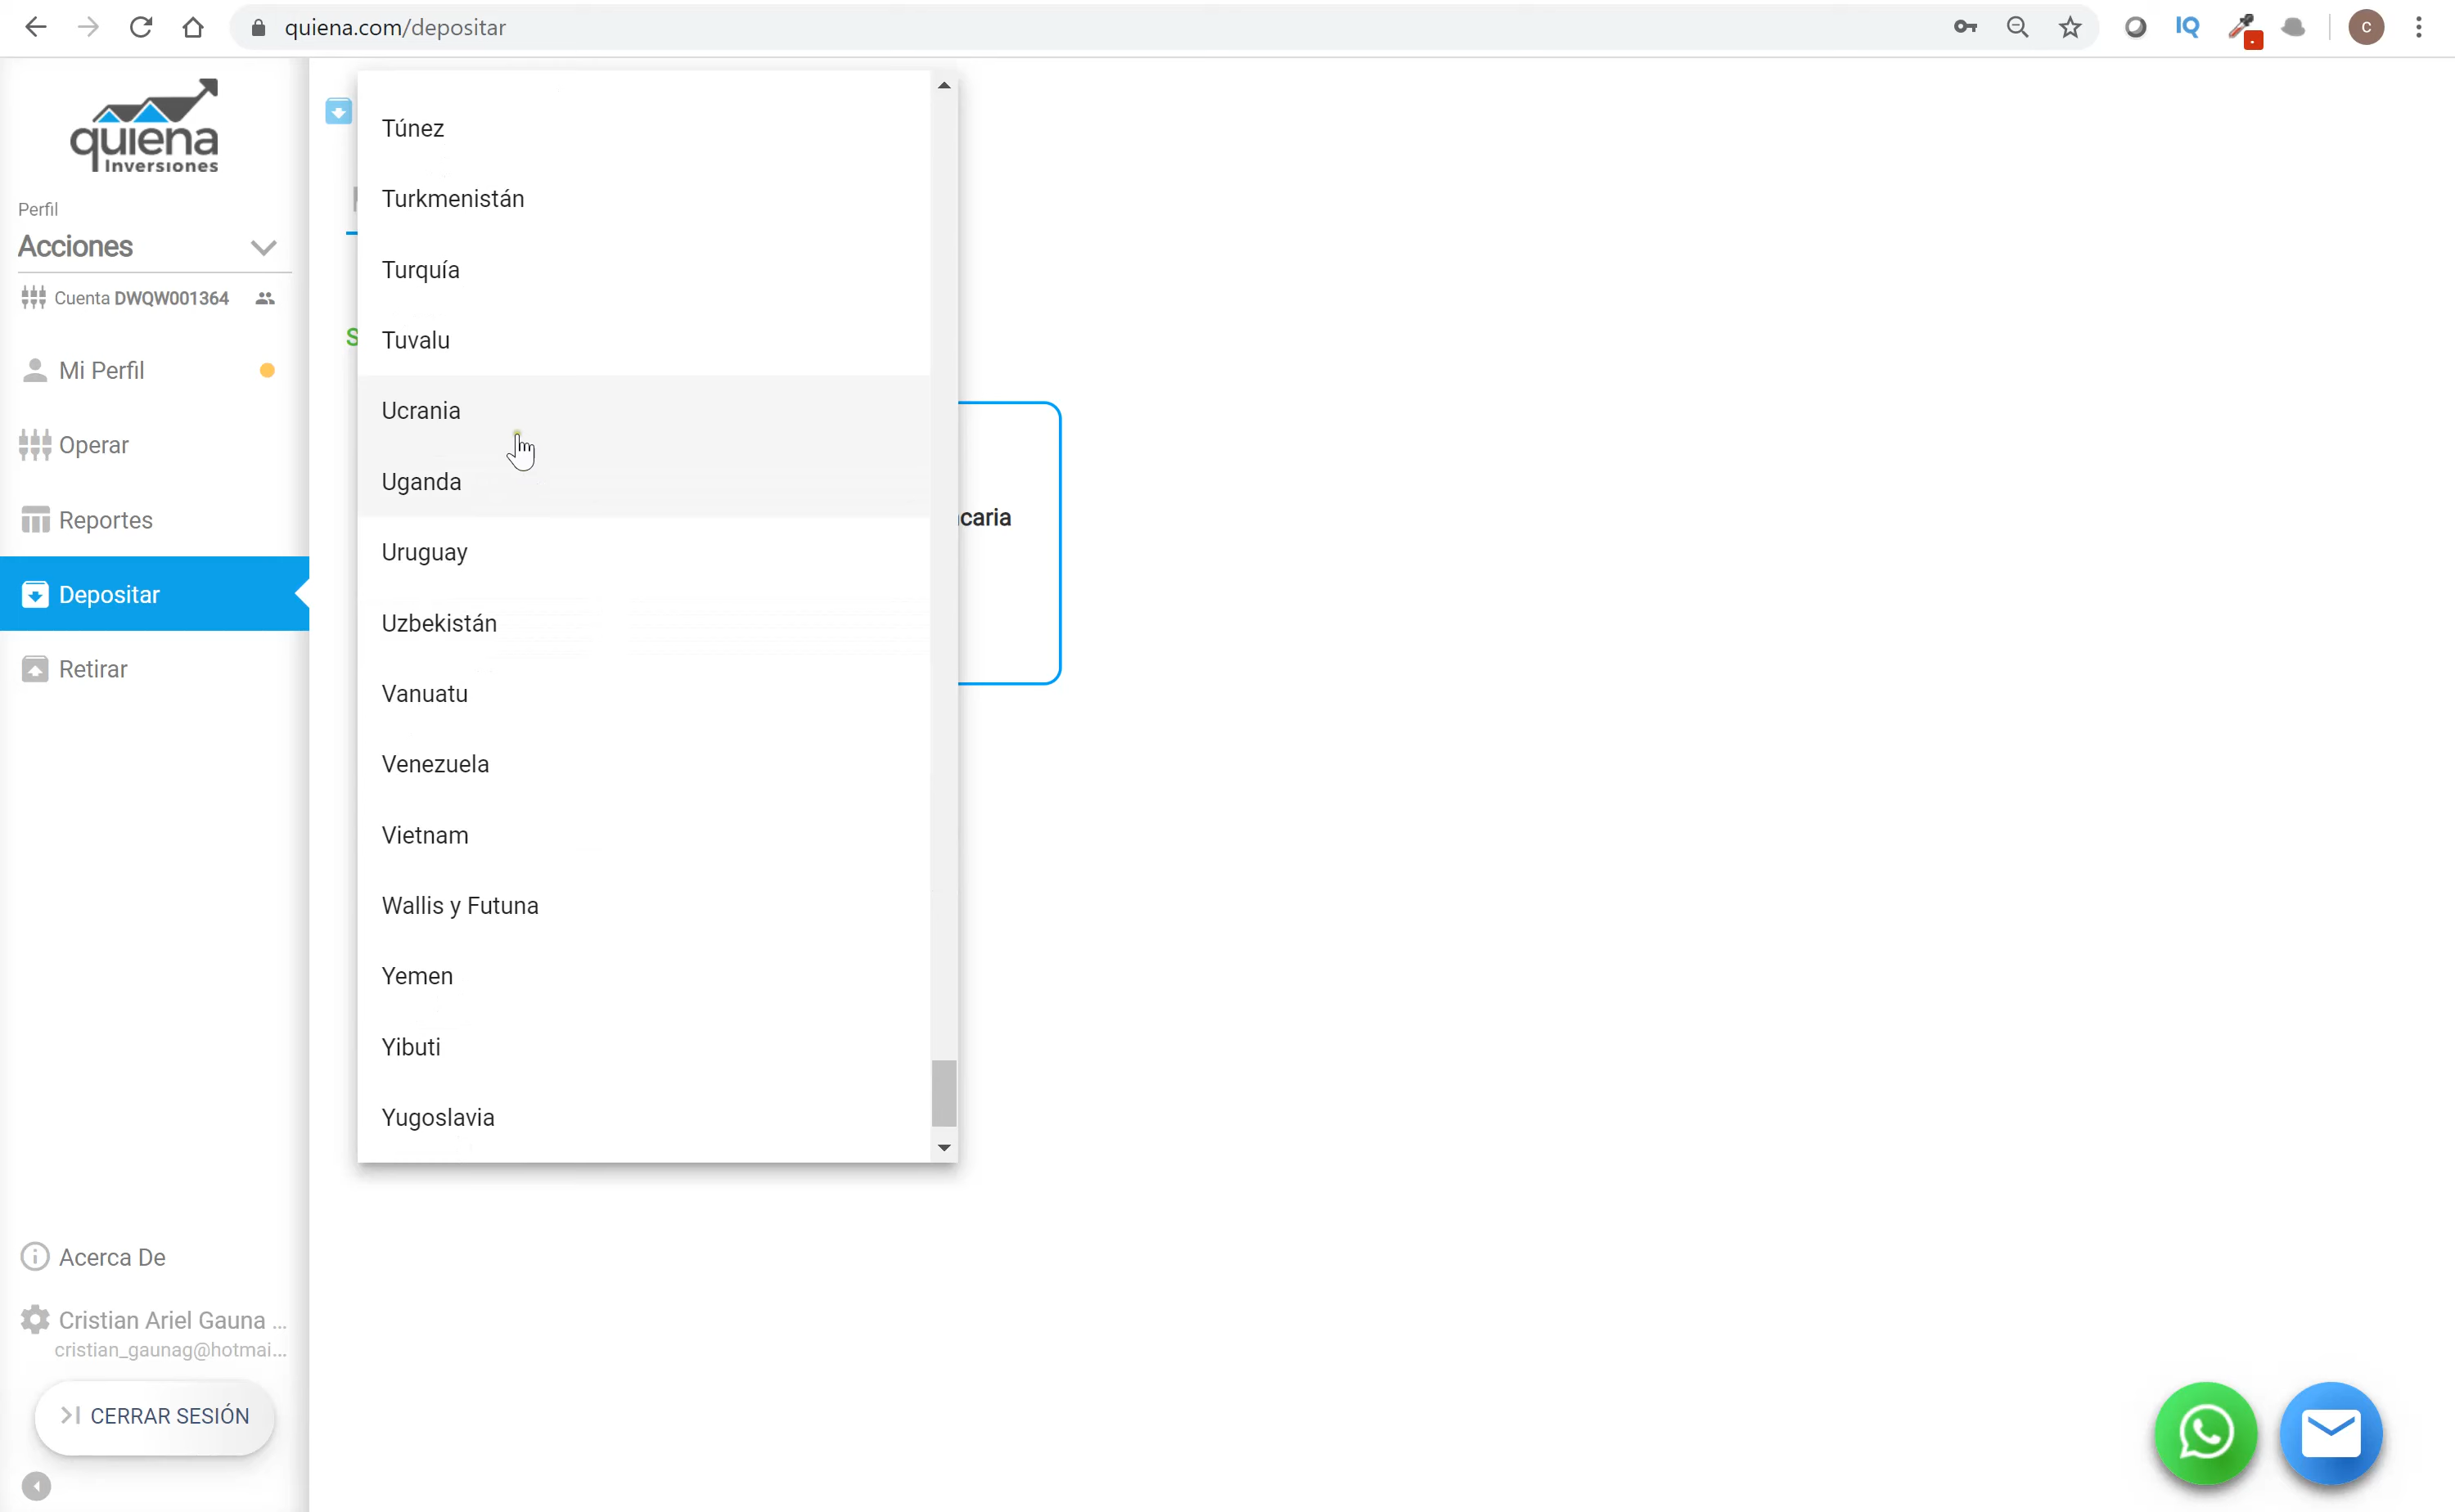 quiena.com/depositar
IQ
C
quiena
Inversiones
Perfil
Acciones
Cuenta DWQW001364
Mi Perfil
Operar
Reportes
Depositar
Retirar
Túnez
Turkmenistán
Turquía
Tuvalu
Ucrania
Uganda
Uruguay
Uzbekistán
Vanuatu
Venezuela
Vietnam
Wallis y Futuna
Yemen
Yibuti
Yugoslavia
caria
Acerca De
Cristian Ariel Gauna ...
cristian_gaunag@hotmai...
CERRAR SESIÓN